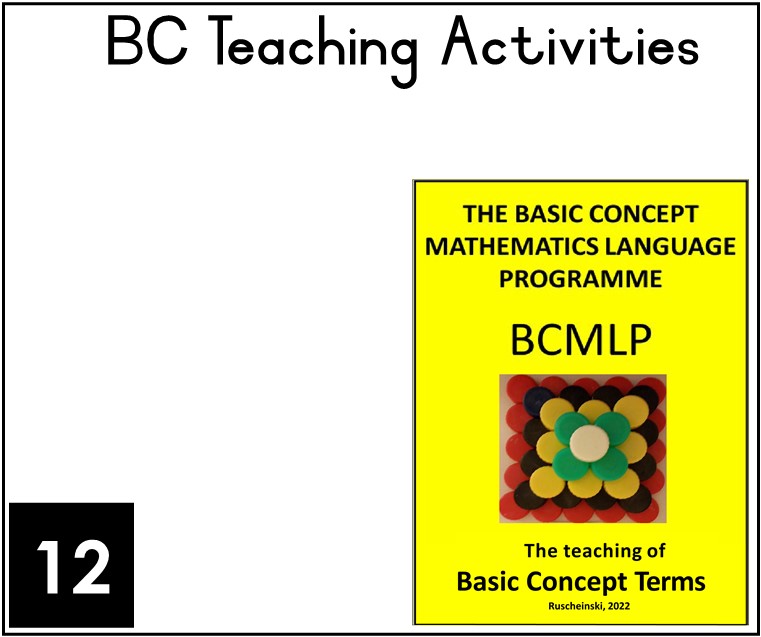 BC Teaching Activities
THE BASIC CONCEPT
MATHEMATICS LANGUAGE
PROGRAMME
BCMLP
The teaching of
Basic Concept Terms
Ruscheinski, 2022
12